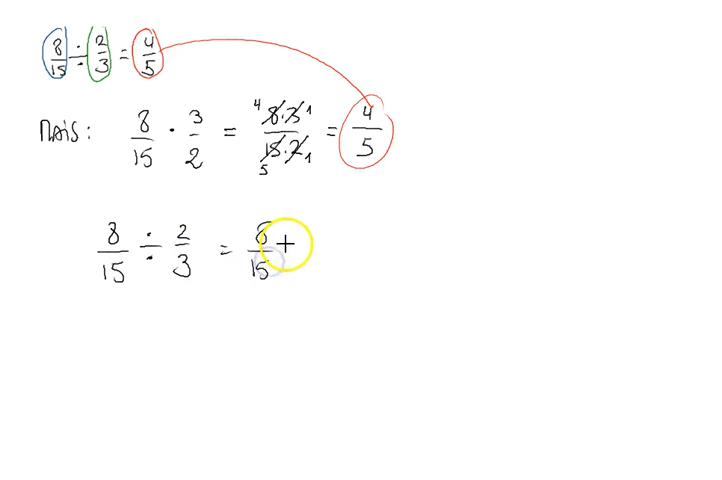 8/15 ÷ 2/3 = 4/5
MAIS: 8/15 · 3/2 = 4 8·3 1 / 5 15·2 1 = 4/5
8/15 ÷ 2/3 = 8/15